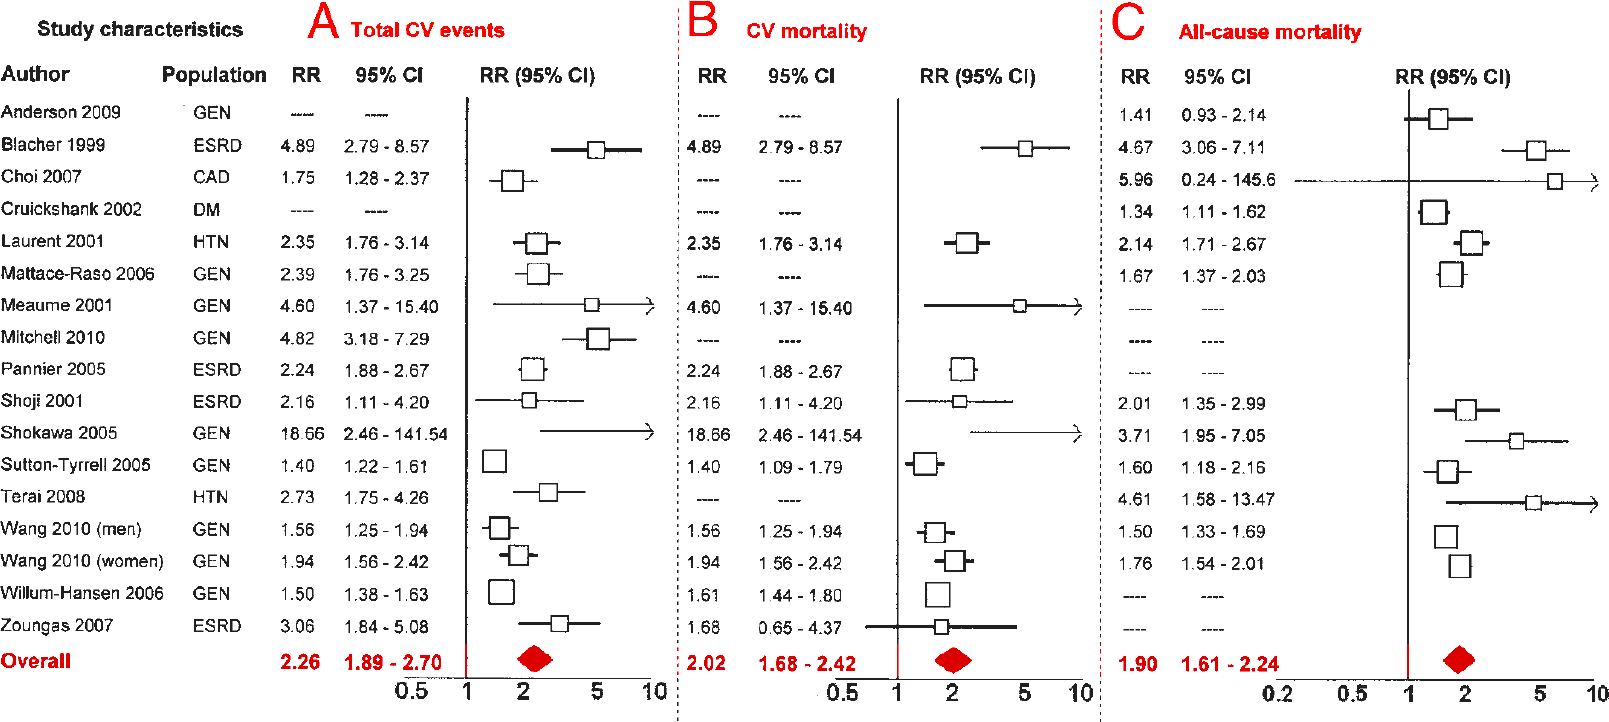 Study characteristics A Total CV events B CV mortality C All-cause mortality
Author Population RR 95% CI RR (95% CI) RR 95% CI RR (95% CI) RR 95% CI RR (95% CI)
Anderson 2009 GEN ---- ---- ---- ---- 1.41 0.93 - 2.14
Blacher 1999 ESRD 4.89 2.79 - 8.57 4.89 2.79 - 8.57 4.67 3.06 - 7.11
Choi 2007 CAD 1.75 1.28 - 2.37 ---- ---- 5.96 0.24 - 145.6
Cruickshank 2002 DM ---- ---- ---- ---- 1.34 1.11 - 1.62
Laurent 2001 HTN 2.35 1.76 - 3.14 2.35 1.76 - 3.14 2.14 1.71 - 2.67
Mattace-Raso 2006 GEN 2.39 1.76 - 3.25 ---- ---- 1.67 1.37 - 2.03
Meaume 2001 GEN 4.60 1.37 - 15.40 4.60 1.37 - 15.40 ---- ----
Mitchell 2010 GEN 4.82 3.18 - 7.29 ---- ---- ---- ----
Pannier 2005 ESRD 2.24 1.88 - 2.67 2.24 1.88 - 2.67 ---- ----
Shoji 2001 ESRD 2.16 1.11 - 4.20 2.16 1.11 - 4.20 2.01 1.35 - 2.99
Shokawa 2005 GEN 18.66 2.46 - 141.54 18.66 2.46 - 141.54 3.71 1.95 - 7.05
Sutton-Tyrrell 2005 GEN 1.40 1.22 - 1.61 1.40 1.09 - 1.79 1.60 1.18 - 2.16
Terai 2008 HTN 2.73 1.75 - 4.26 ---- ---- 4.61 1.58 - 13.47
Wang 2010 (men) GEN 1.56 1.25 - 1.94 1.56 1.25 - 1.94 1.50 1.33 - 1.69
Wang 2010 (women) GEN 1.94 1.56 - 2.42 1.94 1.56 - 2.42 1.76 1.54 - 2.01
Willum-Hansen 2006 GEN 1.50 1.38 - 1.63 1.61 1.44 - 1.80 ---- ----
Zoungas 2007 ESRD 3.06 1.84 - 5.08 1.68 0.65 - 4.37 ---- ----
Overall 2.26 1.89 - 2.70 2.02 1.68 - 2.42 1.90 1.61 - 2.24
0.5 1 2 5 10 0.5 1 2 5 10 0.2 0.5 1 2 5 10